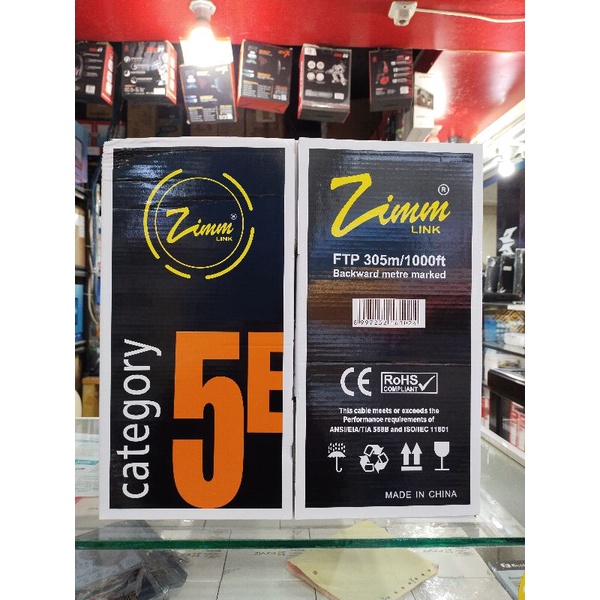 Zimm®
LINK
category
5E
Zimm®
LINK
FTP 305m/1000ft
Backward metre marked
CE
RoHS
COMPLIANT
This cable meets or exceeds the
Performance requirements of
ANSI/EIA/TIA 568B and ISO/IEC 11801
MADE IN CHINA